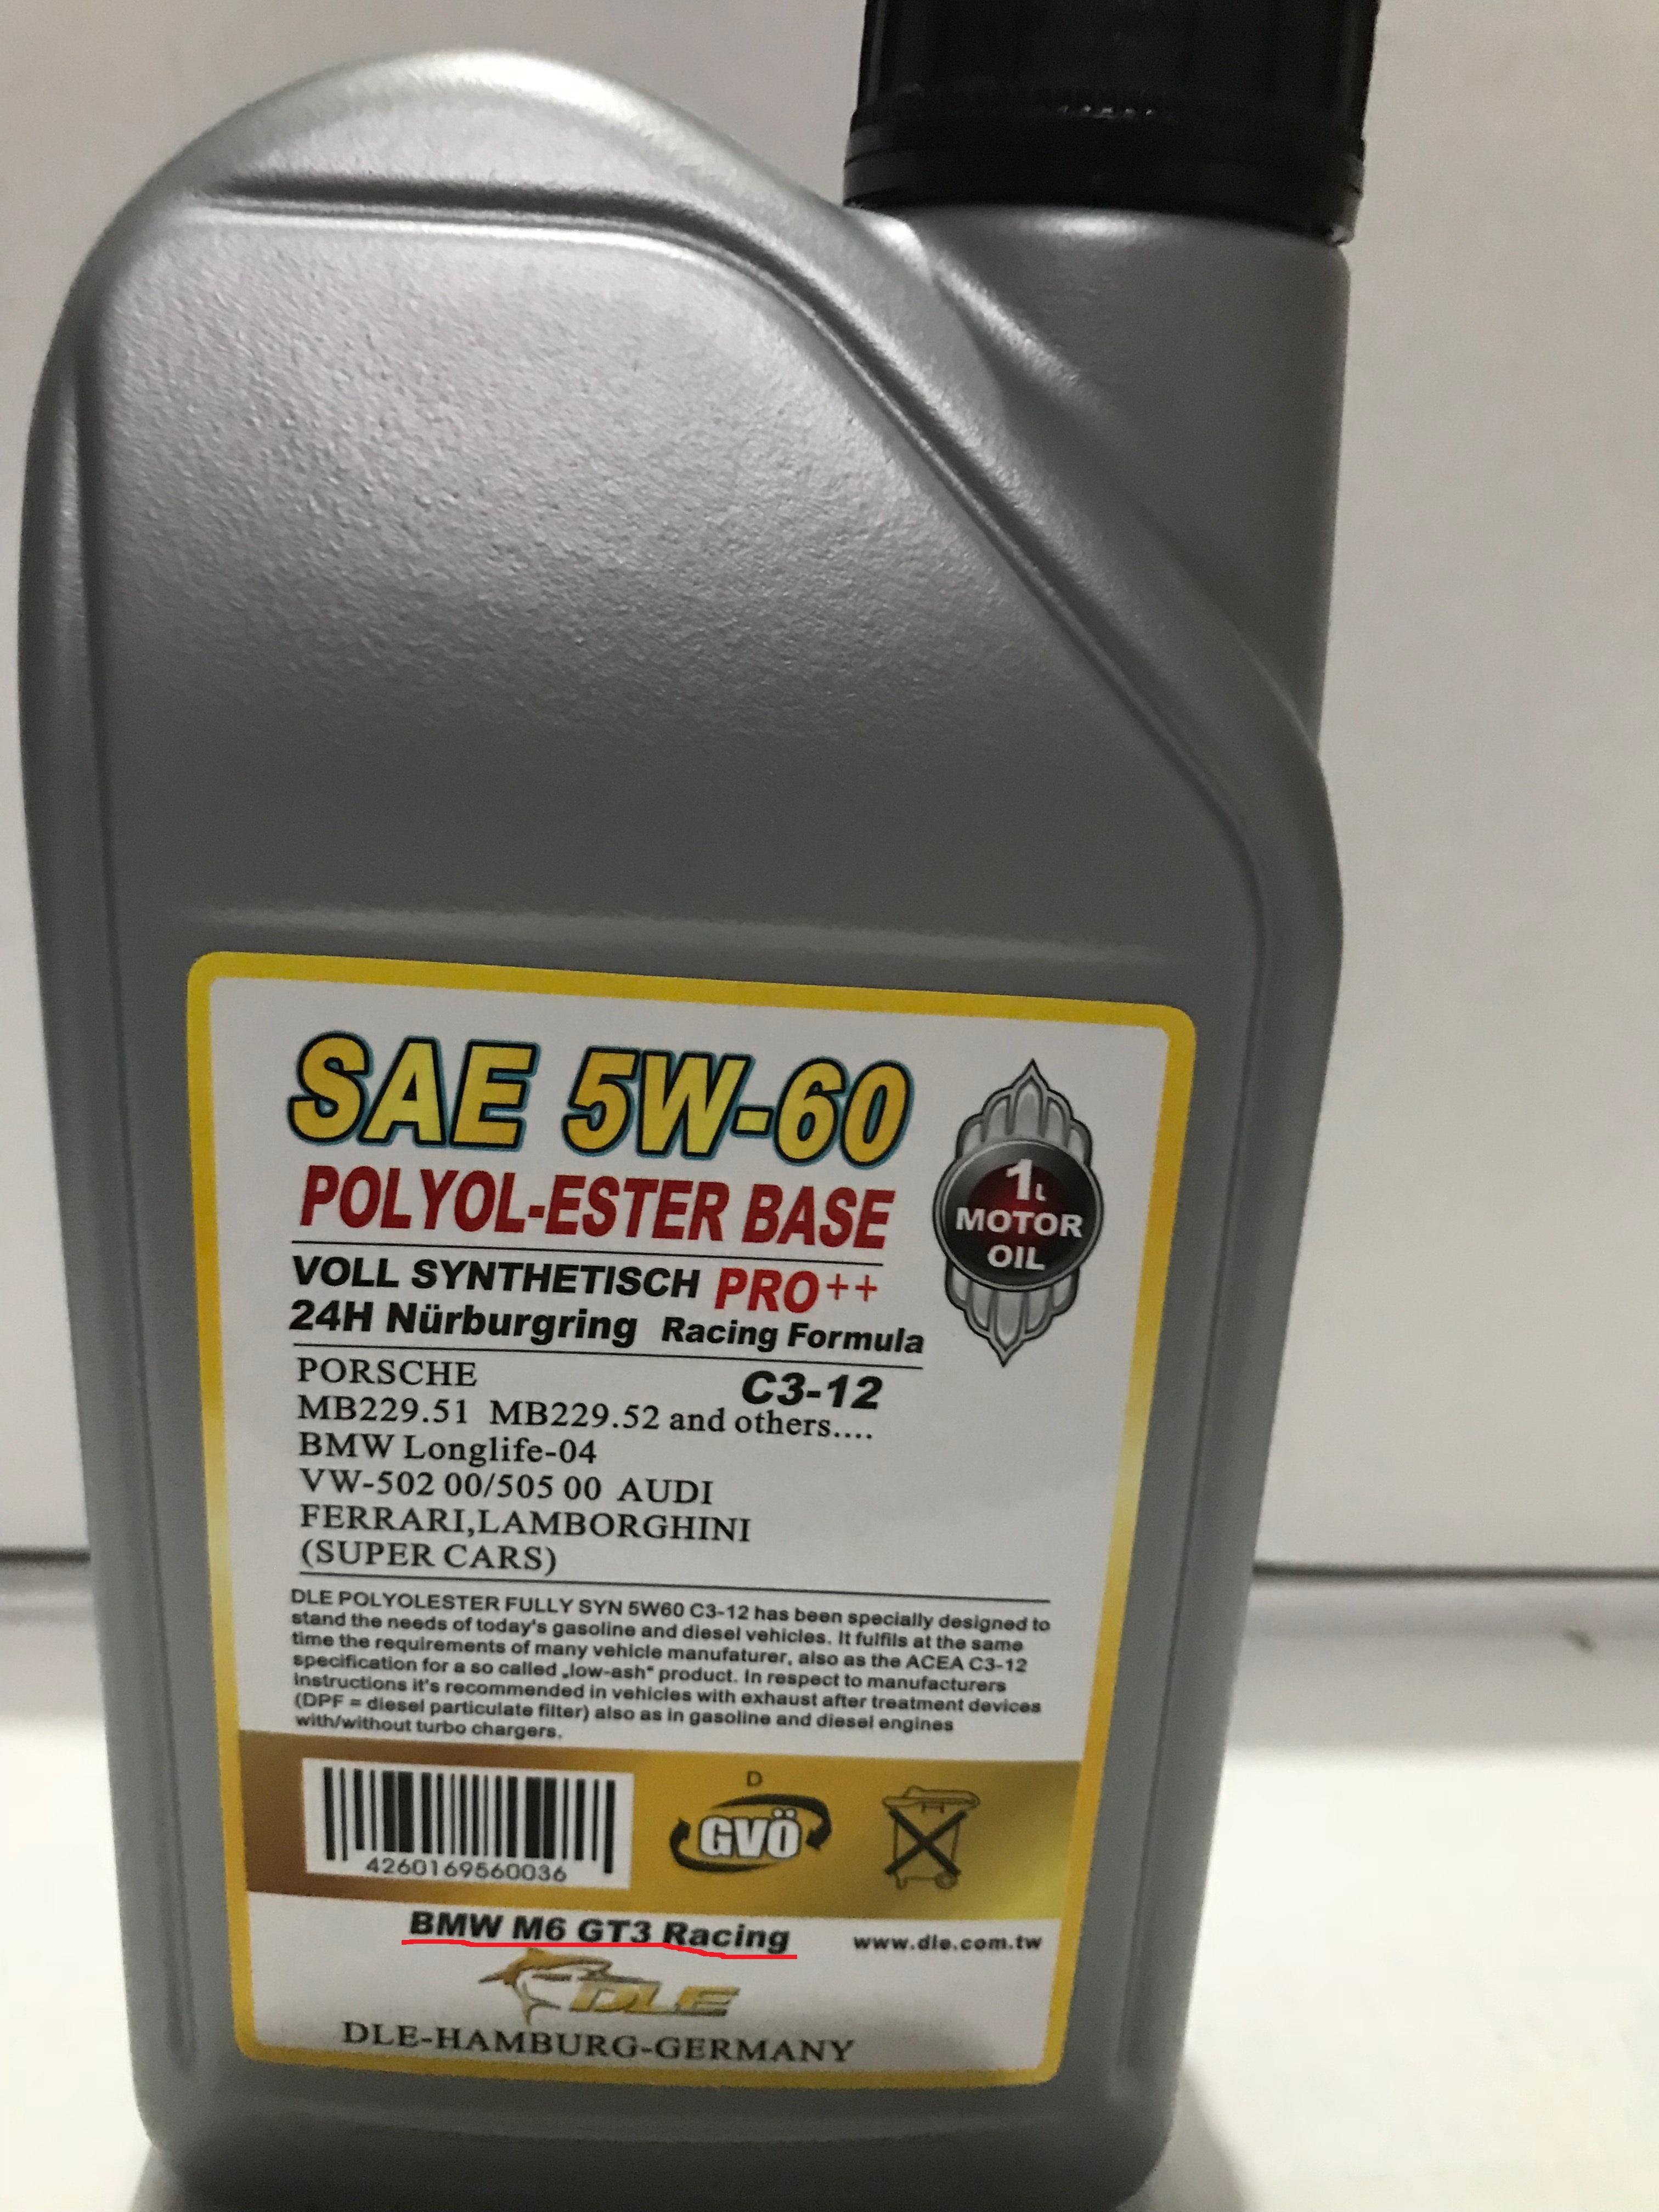 SAE 5W-60
POLYOL-ESTER BASE
VOLL SYNTHETISCH PRO++
24H Nürburgring Racing Formula
1L
MOTOR
OIL
PORSCHE
C3-12
MB229.51 MB229.52 and others....
BMW Longlife-04
VW-502 00/505 00 AUDI
FERRARI,LAMBORGHINI
(SUPER CARS)
DLE POLYOLESTER FULLY SYN 5W60 C3-12 has been specially designed to
stand the needs of today's gasoline and diesel vehicles. It fulfils at the same
time the requirements of many vehicle manufaturer, also as the ACEA C3-12
specification for a so called „low-ash“ product. In respect to manufacturers
instructions it's recommended in vehicles with exhaust after treatment devices
(DPF = diesel particulate filter) also as in gasoline and diesel engines
with/without turbo chargers.
4260169560036
D
GVÖ
BMW M6 GT3 Racing
www.dle.com.tw
DLE
DLE-HAMBURG-GERMANY